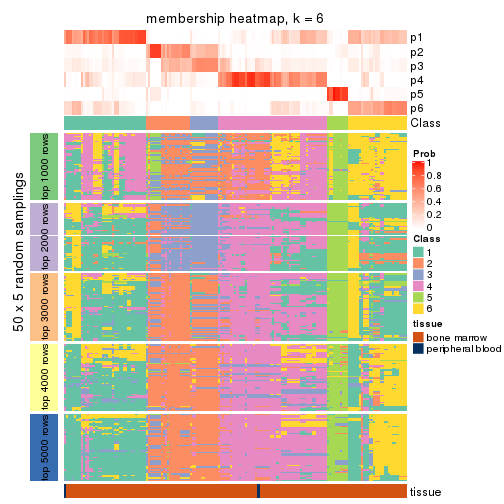 membership heatmap, k = 6
p1
p2
p3
p4
p5
p6
Class
50 x 5 random samplings
top 1000 rows
top 2000 rows
top 3000 rows
top 4000 rows
top 5000 rows
Prob
1
0.8
0.6
0.4
0.2
0
Class
1
2
3
4
5
6
tissue
bone marrow
peripheral blood
tissue